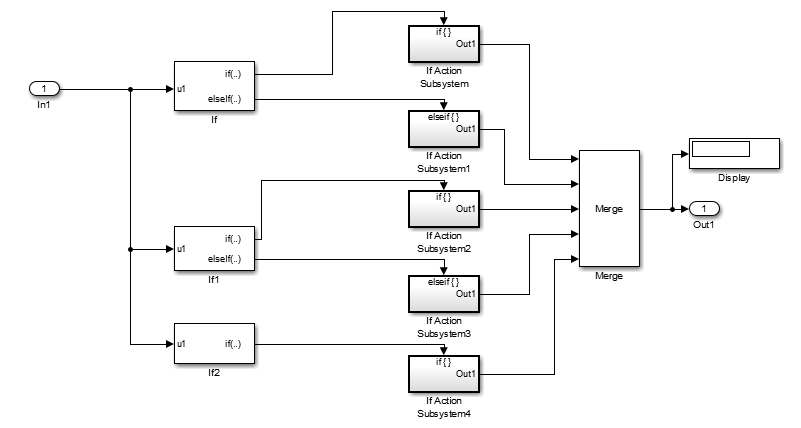 if { }
Out1
If Action
Subsystem
1
In1
u1
if(..)
elseif(..)
If
elseif { }
Out1
If Action
Subsystem1
if { }
Out1
If Action
Subsystem2
Merge
Merge
Display
1
Out1
u1
if(..)
elseif(..)
If1
elseif { }
Out1
If Action
Subsystem3
u1
if(..)
If2
if { }
Out1
If Action
Subsystem4